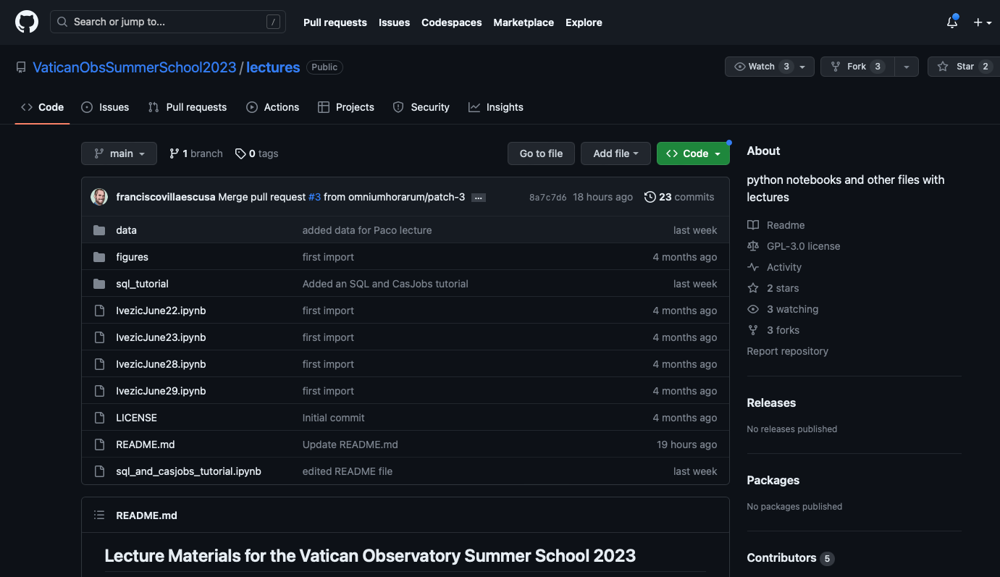 Search or jump to... / Pull requests Issues Codespaces Marketplace Explore
VaticanObsSummerSchool2023 / lectures Public Watch 3 Fork 3 Star 2
Code Issues Pull requests Actions Projects Security Insights
main 1 branch 0 tags Go to file Add file Code
franciscovillaescusa Merge pull request #3 from omniumhorarum/patch-3 ... 8a7c7d6 18 hours ago 23 commits
data added data for Paco lecture last week
figures first import 4 months ago
sql_tutorial Added an SQL and CasJobs tutorial last week
IvezicJune22.ipynb first import 4 months ago
IvezicJune23.ipynb first import 4 months ago
IvezicJune28.ipynb first import 4 months ago
IvezicJune29.ipynb first import 4 months ago
LICENSE Initial commit 4 months ago
README.md Update README.md 19 hours ago
sql_and_casjobs_tutorial.ipynb edited README file last week
README.md
Lecture Materials for the Vatican Observatory Summer School 2023
About
python notebooks and other files with
lectures
Readme
GPL-3.0 license
Activity
2 stars
3 watching
3 forks
Report repository
Releases
No releases published
Packages
No packages published
Contributors 5